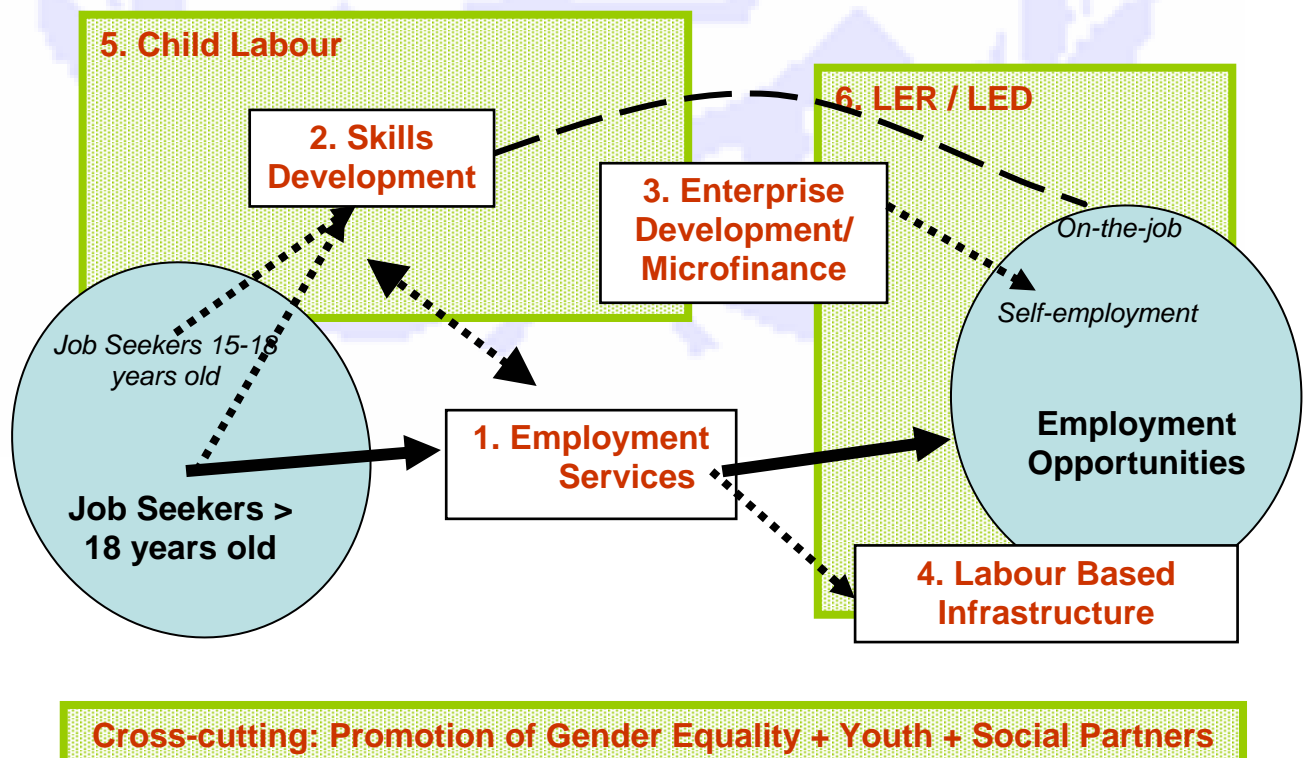 5. Child Labour
6. LER / LED
2. Skills
Development
3. Enterprise
Development/
Microfinance
On-the-job
Self-employment
Job Seekers 15-18
years old
Employment
Opportunities
1. Employment
Services
Job Seekers >
18 years old
4. Labour Based
Infrastructure
Cross-cutting: Promotion of Gender Equality + Youth + Social Partners